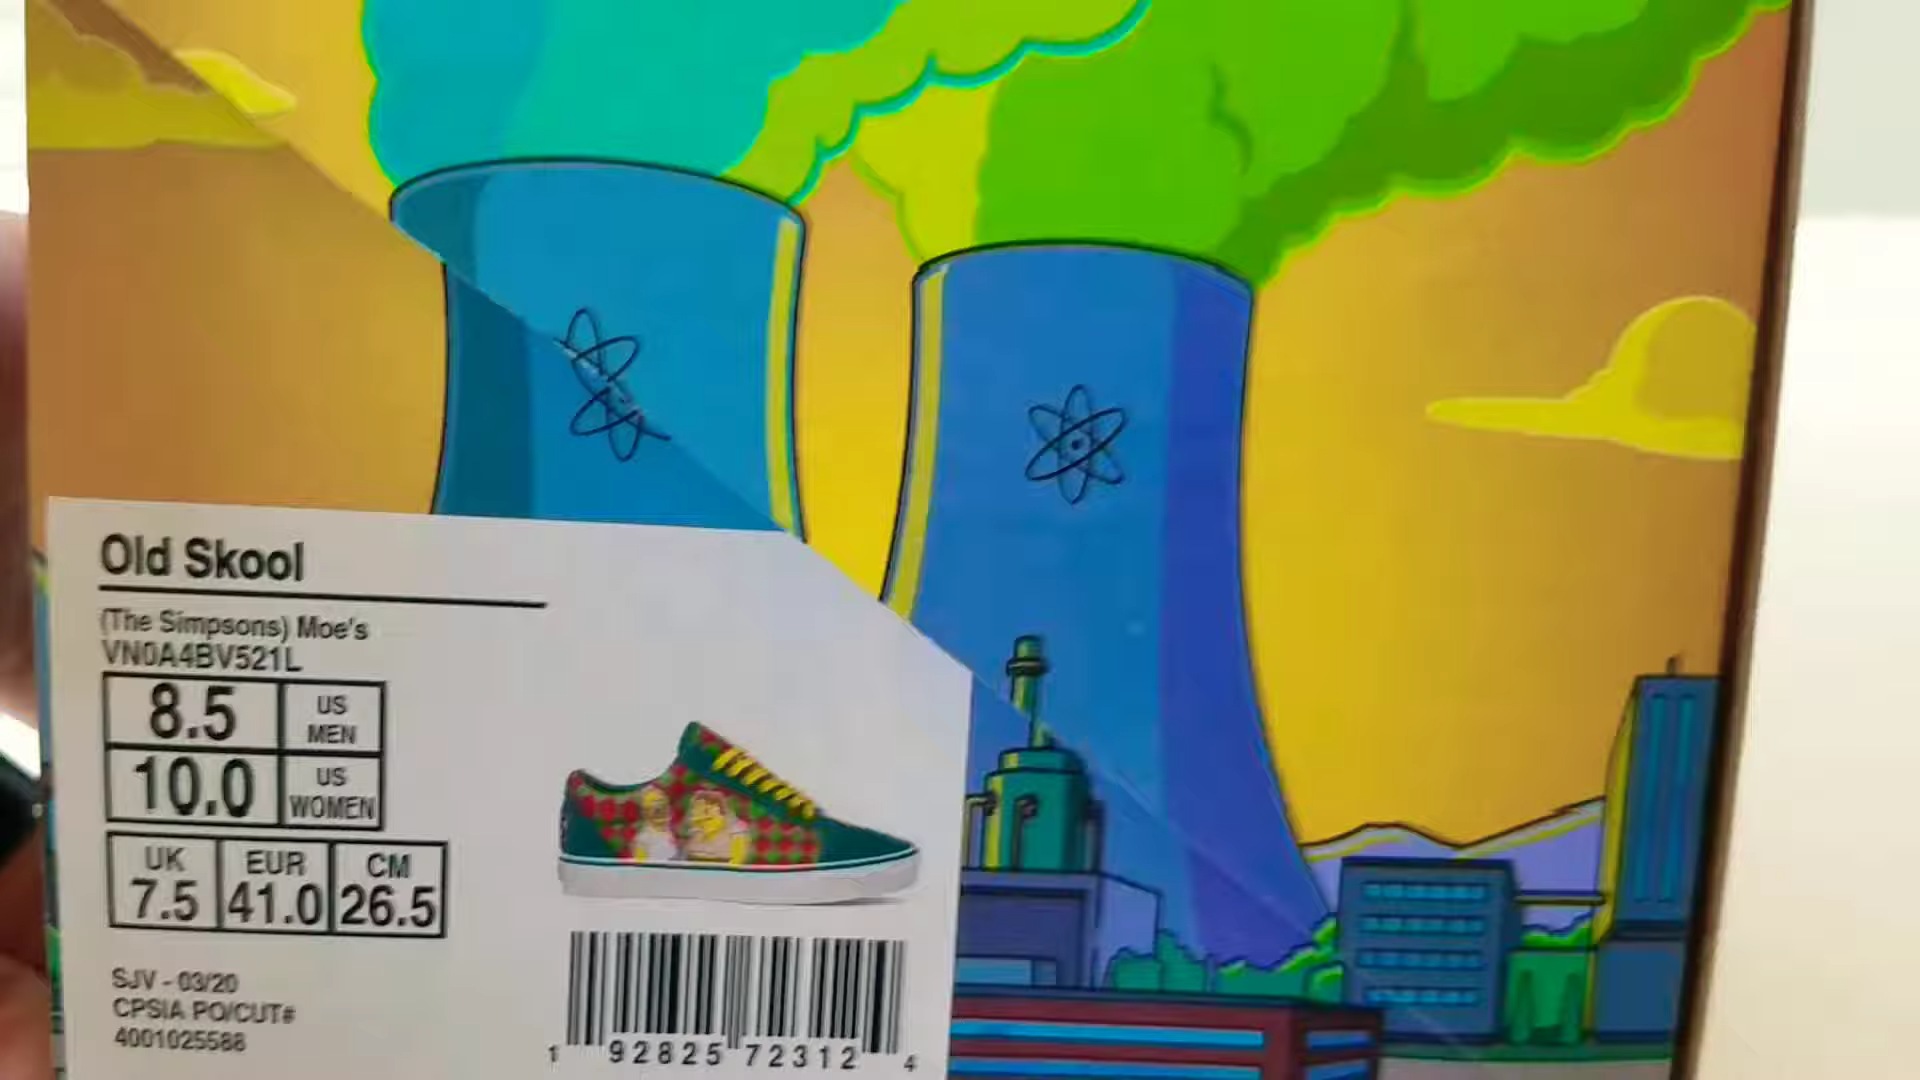 Old Skool
(The Simpsons) Moe's
VN0A4BV521L
8.5 US MEN
10.0 US WOMEN
UK EUR CM
7.5 41.0 26.5
SJV - 03/20
CPSIA PO/CUT#
4001025588
1 92825 72312 4